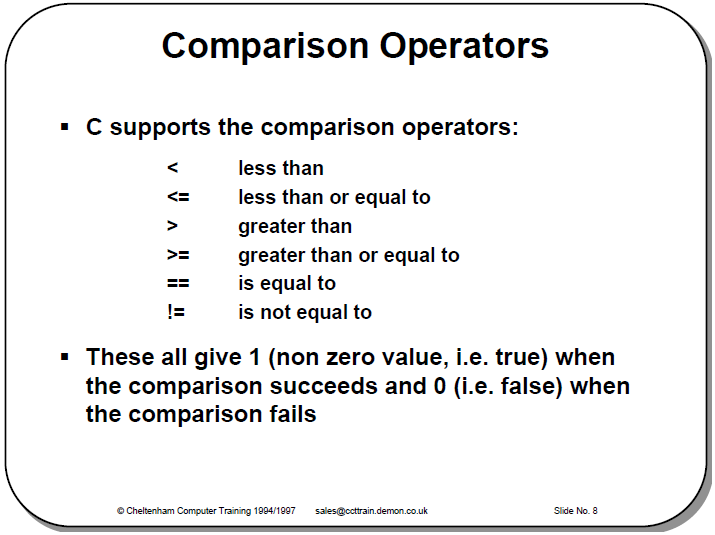 Comparison Operators
▪ C supports the comparison operators:
< less than
<= less than or equal to
> greater than
>= greater than or equal to
== is equal to
!= is not equal to
▪ These all give 1 (non zero value, i.e. true) when
the comparison succeeds and 0 (i.e. false) when
the comparison fails
© Cheltenham Computer Training 1994/1997 sales@ccttrain.demon.co.uk Slide No. 8